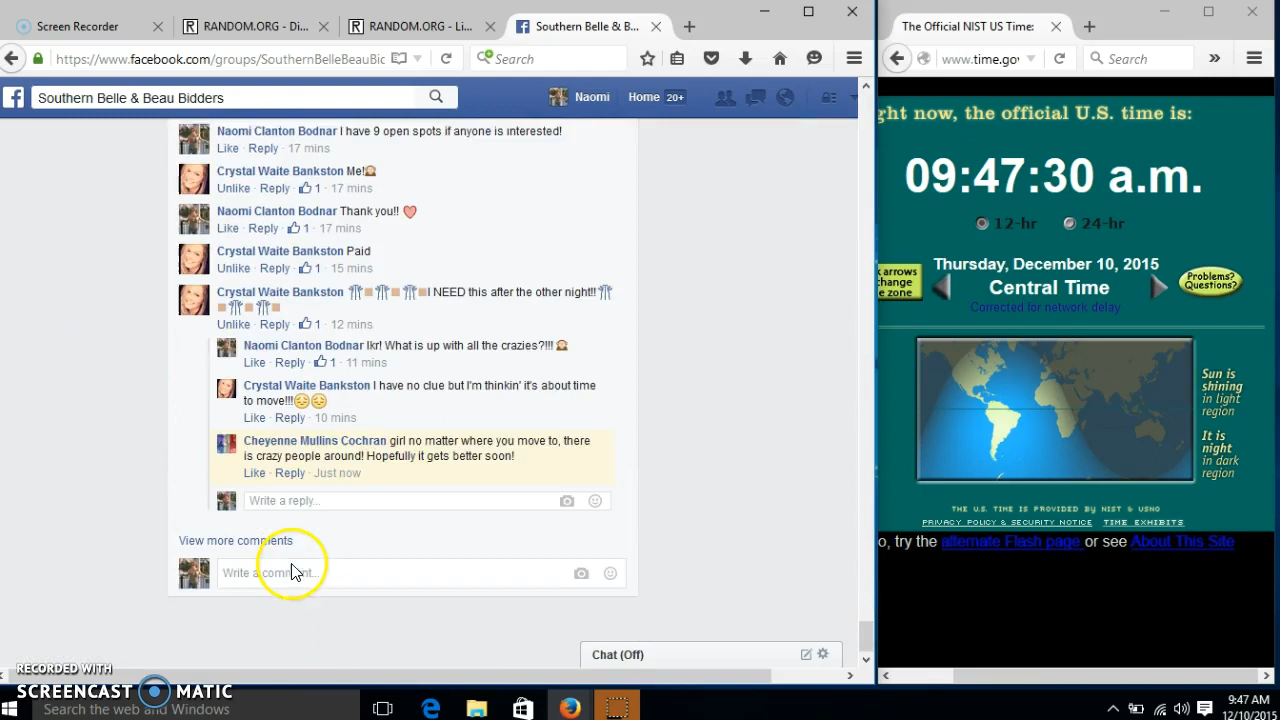 Screen Recorder
RANDOM.ORG - Di...
RANDOM.ORG - Li...
Southern Belle & B...
https://www.facebook.com/groups/SouthernBelleBeauBic
Search
Southern Belle & Beau Bidders
Naomi
Home 20+
Naomi Clanton Bodnar I have 9 open spots if anyone is interested!
Like · Reply · 17 mins
Crystal Waite Bankston Me!
Unlike · Reply · 1 · 17 mins
Naomi Clanton Bodnar Thank you!!
Like · Reply · 1 · 17 mins
Crystal Waite Bankston Paid
Unlike · Reply · 1 · 15 mins
Crystal Waite Bankston I NEED this after the other night!!
Unlike · Reply · 1 · 12 mins
Naomi Clanton Bodnar Ikr! What is up with all the crazies?!!!
Like · Reply · 1 · 11 mins
Crystal Waite Bankston I have no clue but I'm thinkin' it's about time
to move!!!
Like · Reply · 10 mins
Cheyenne Mullins Cochran girl no matter where you move to, there
is crazy people around! Hopefully it gets better soon!
Like · Reply · Just now
Write a reply...
View more comments
Write a comment...
Chat (Off)
RECORDED WITH
SCREENCAST MATIC
Search the web and Windows
The Official NIST US Time:
www.time.gov
Search
ght now, the official U.S. time is:
09:47:30 a.m.
12-hr
24-hr
k arrows
change
e zone
Thursday, December 10, 2015
Central Time
Corrected for network delay
Problems?
Questions?
Sun is
shining
in light
region
It is
night
in dark
region
THE U.S. TIME IS PROVIDED BY NIST & USNO
PRIVACY POLICY & SECURITY NOTICE
TIME EXHIBITS
o, try the alternate Flash page or see About This Site
9:47 AM
12/10/2015